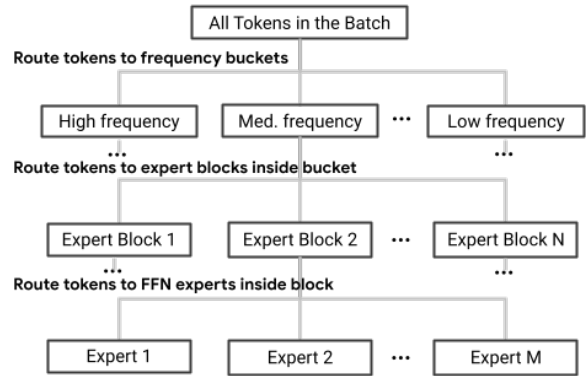 All Tokens in the Batch
Route tokens to frequency buckets
High frequency
Med. frequency
...
Low frequency
...
...
Route tokens to expert blocks inside bucket
Expert Block 1
Expert Block 2
...
Expert Block N
...
...
Route tokens to FFN experts inside block
Expert 1
Expert 2
...
Expert M